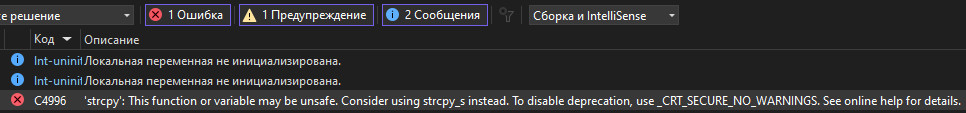 е решение
1 Ошибка
1 Предупреждение
2 Сообщения
Сборка и IntelliSense
Код Описание
Int-uninit Локальная переменная не инициализирована.
Int-uninit Локальная переменная не инициализирована.
C4996 'strcpy': This function or variable may be unsafe. Consider using strcpy_s instead. To disable deprecation, use _CRT_SECURE_NO_WARNINGS. See online help for details.